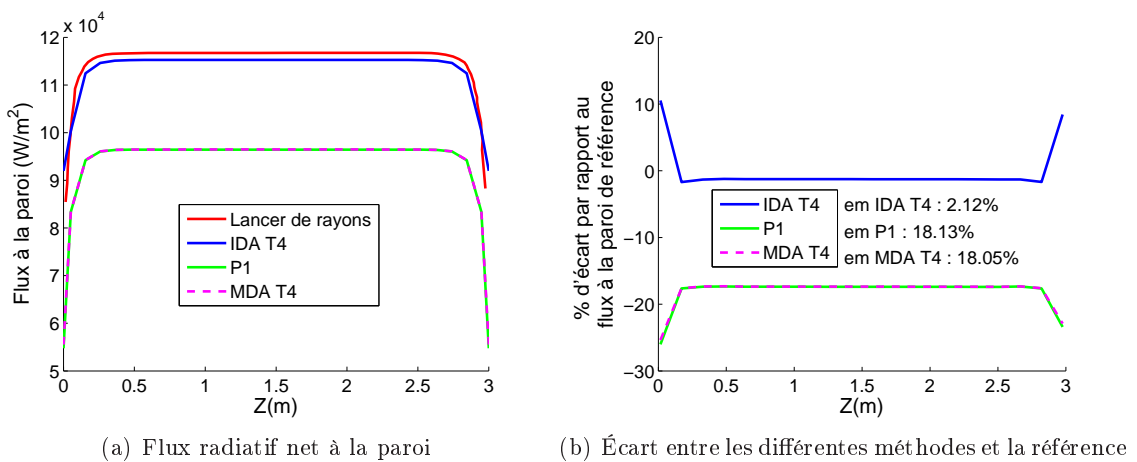 x 10⁴
12
11
10
9
8
7
6
5
0 0.5 1 1.5 2 2.5 3
Z(m)
Flux à la paroi (W/m²)
Lancer de rayons
IDA T4
P1
MDA T4
(a) Flux radiatif net à la paroi
20
10
0
−10
−20
−30
0 0.5 1 1.5 2 2.5 3
Z(m)
% d'écart par rapport au
flux à la paroi de référence
IDA T4 em IDA T4 : 2.12%
P1 em P1 : 18.13%
MDA T4 em MDA T4 : 18.05%
(b) Écart entre les différentes méthodes et la référence